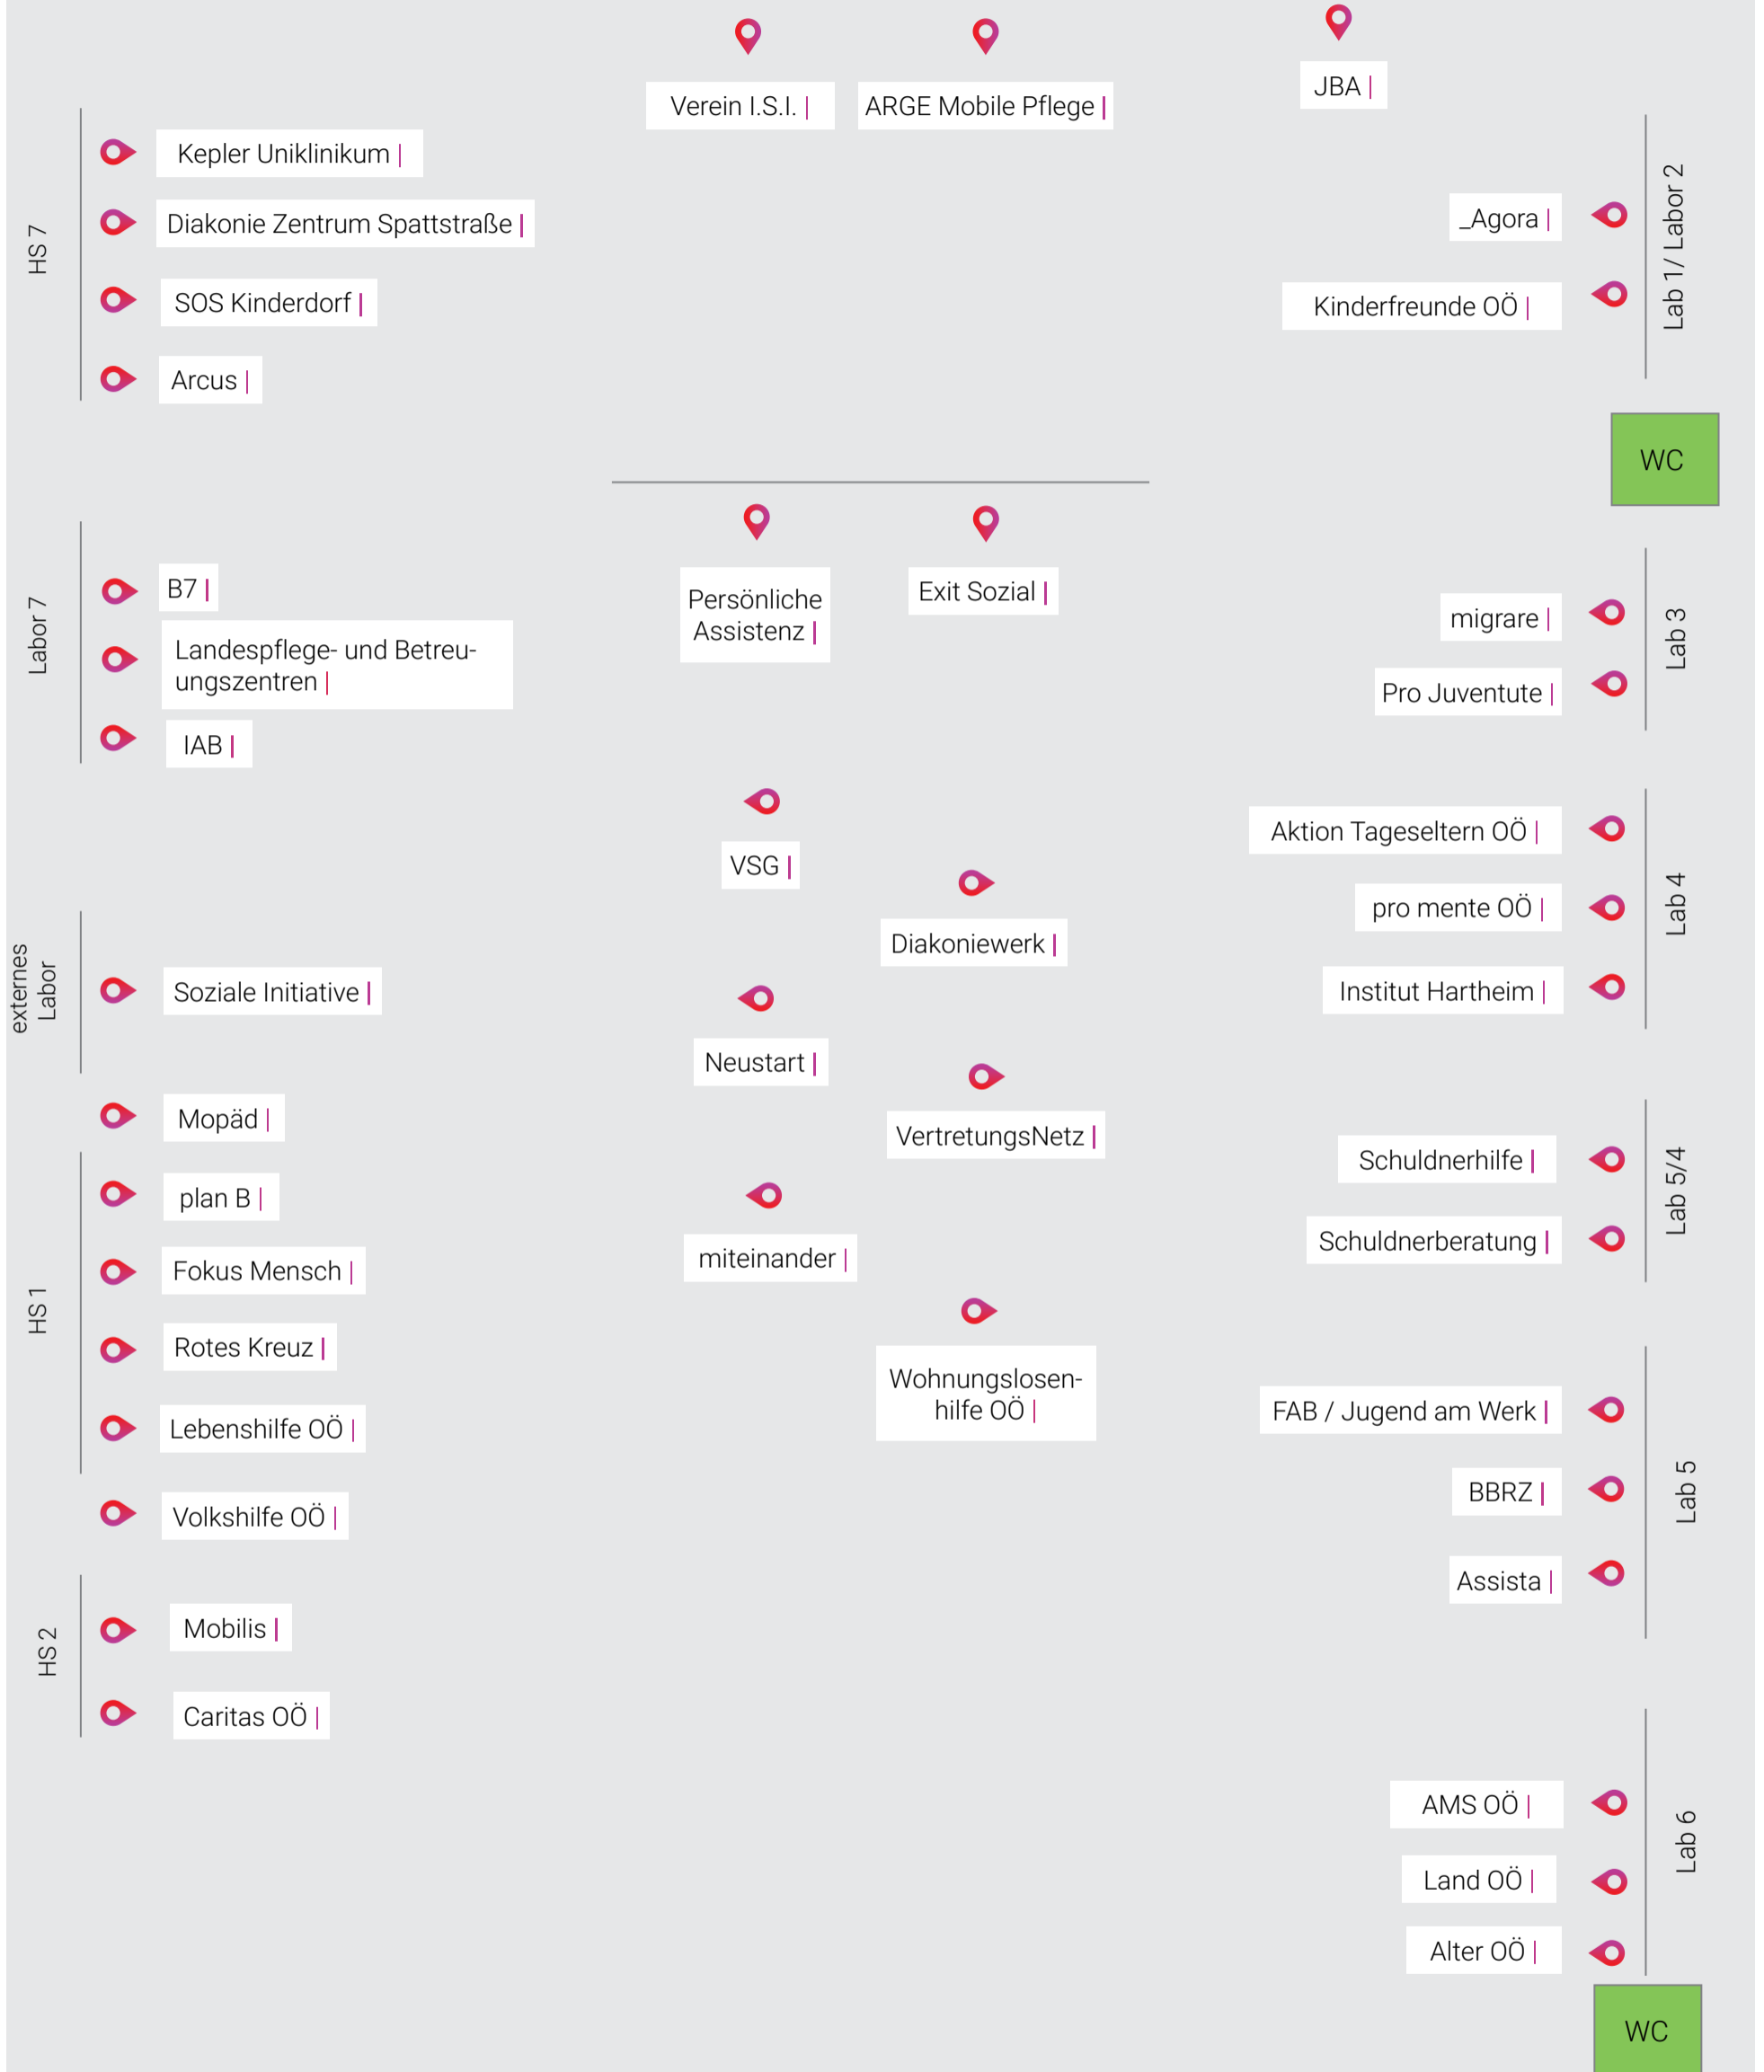 Verein I.S.I. |
ARGE Mobile Pflege |
JBA |
HS 7
Kepler Uniklinikum |
Diakonie Zentrum Spattstraße |
SOS Kinderdorf |
Arcus |
Lab 1/ Labor 2
_Agora |
Kinderfreunde OÖ |
WC
Labor 7
B7 |
Landespflege- und Betreu-
ungszentren |
IAB |
Persönliche
Assistenz |
Exit Sozial |
Lab 3
migrare |
Pro Juventute |
VSG |
Diakoniewerk |
Neustart |
VertretungsNetz |
miteinander |
Wohnungslosen-
hilfe OÖ |
Lab 4
Aktion Tageseltern OÖ |
pro mente OÖ |
Institut Hartheim |
externes
Labor
Soziale Initiative |
Mopäd |
HS 1
plan B |
Fokus Mensch |
Rotes Kreuz |
Lebenshilfe OÖ |
Volkshilfe OÖ |
Lab 5/4
Schuldnerhilfe |
Schuldnerberatung |
Lab 5
FAB / Jugend am Werk |
BBRZ |
Assista |
HS 2
Mobilis |
Caritas OÖ |
Lab 6
AMS OÖ |
Land OÖ |
Alter OÖ |
WC